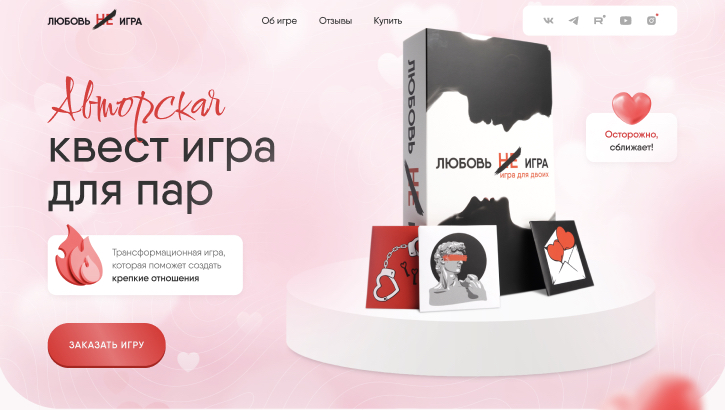 ЛЮБОВЬ НЕ ИГРА
Об игре
Отзывы
Купить
Авторская
квест игра
для пар
Трансформационная игра,
которая поможет создать
крепкие отношения
ЗАКАЗАТЬ ИГРУ
ЛЮБОВЬ НЕ
ЛЮБОВЬ НЕ ИГРА
игра для двоих
Осторожно,
сближает!